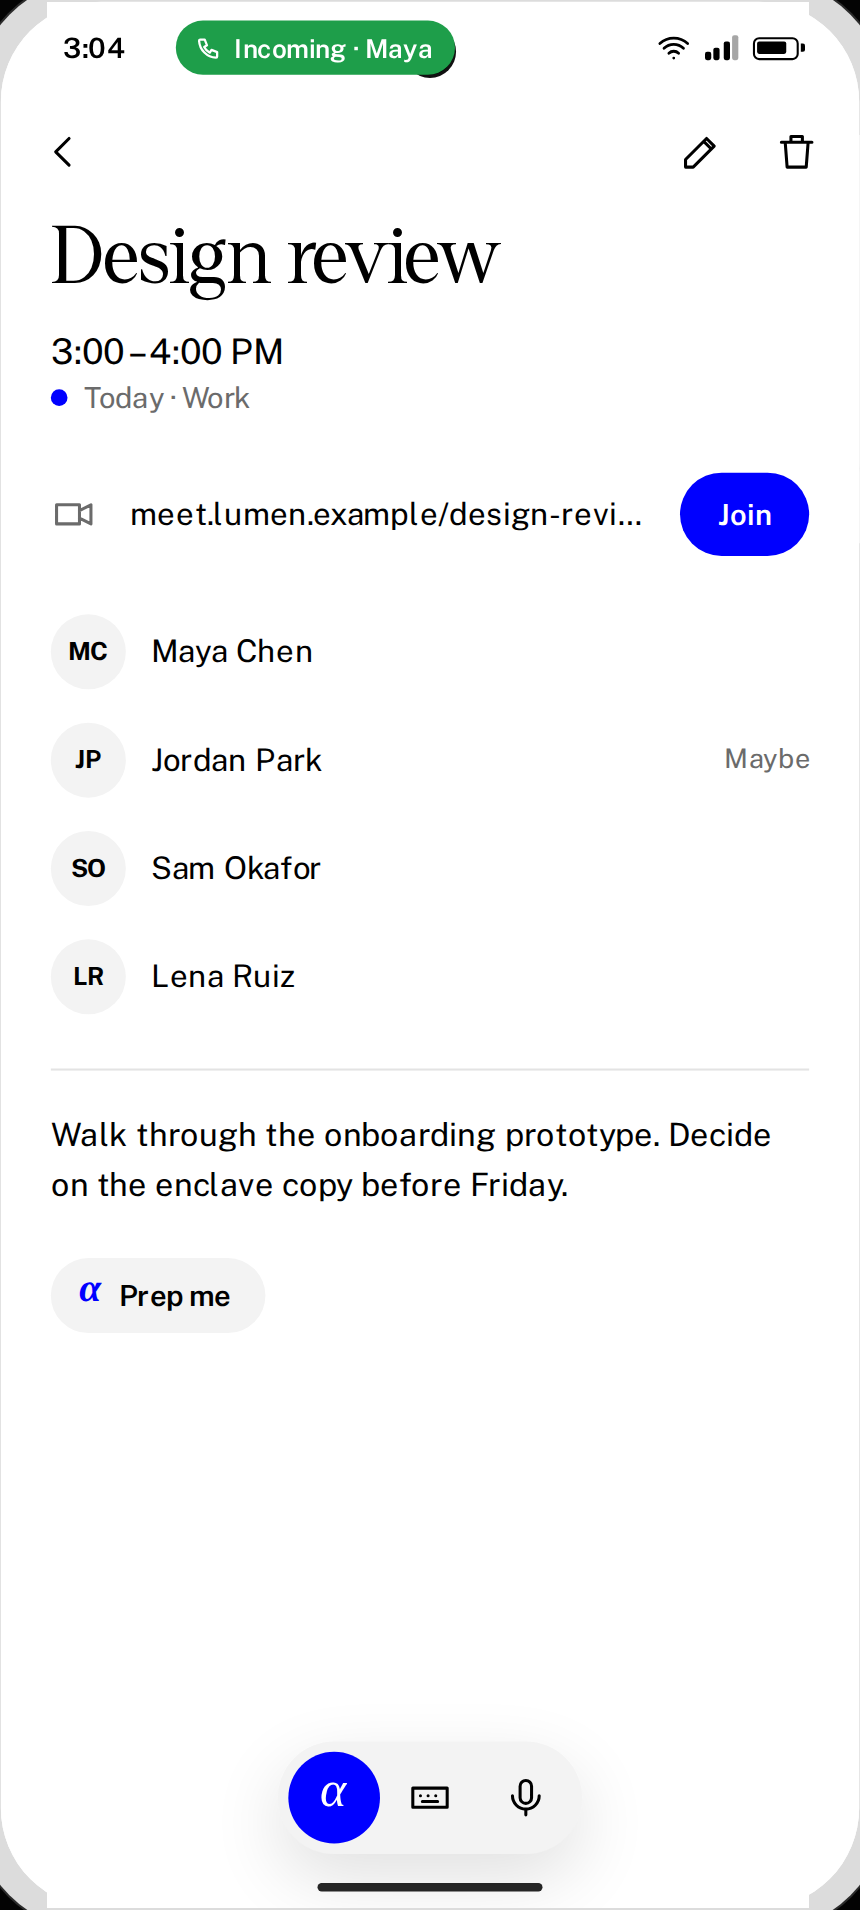 3:04
Incoming · Maya
Design review
3:00 – 4:00 PM
Today · Work
meet.lumen.example/design-revi...
Join
MC
Maya Chen
JP
Jordan Park
Maybe
SO
Sam Okafor
LR
Lena Ruiz
Walk through the onboarding prototype. Decide
on the enclave copy before Friday.
α Prep me
α